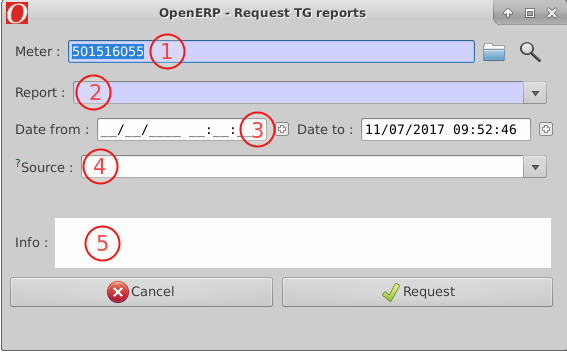 OpenERP - Request TG reports
Meter : 501516055 1
Report : 2
Date from : __/__/____ __:__:__ 3 Date to : 11/07/2017 09:52:46
?Source : 4
Info : 5
Cancel Request